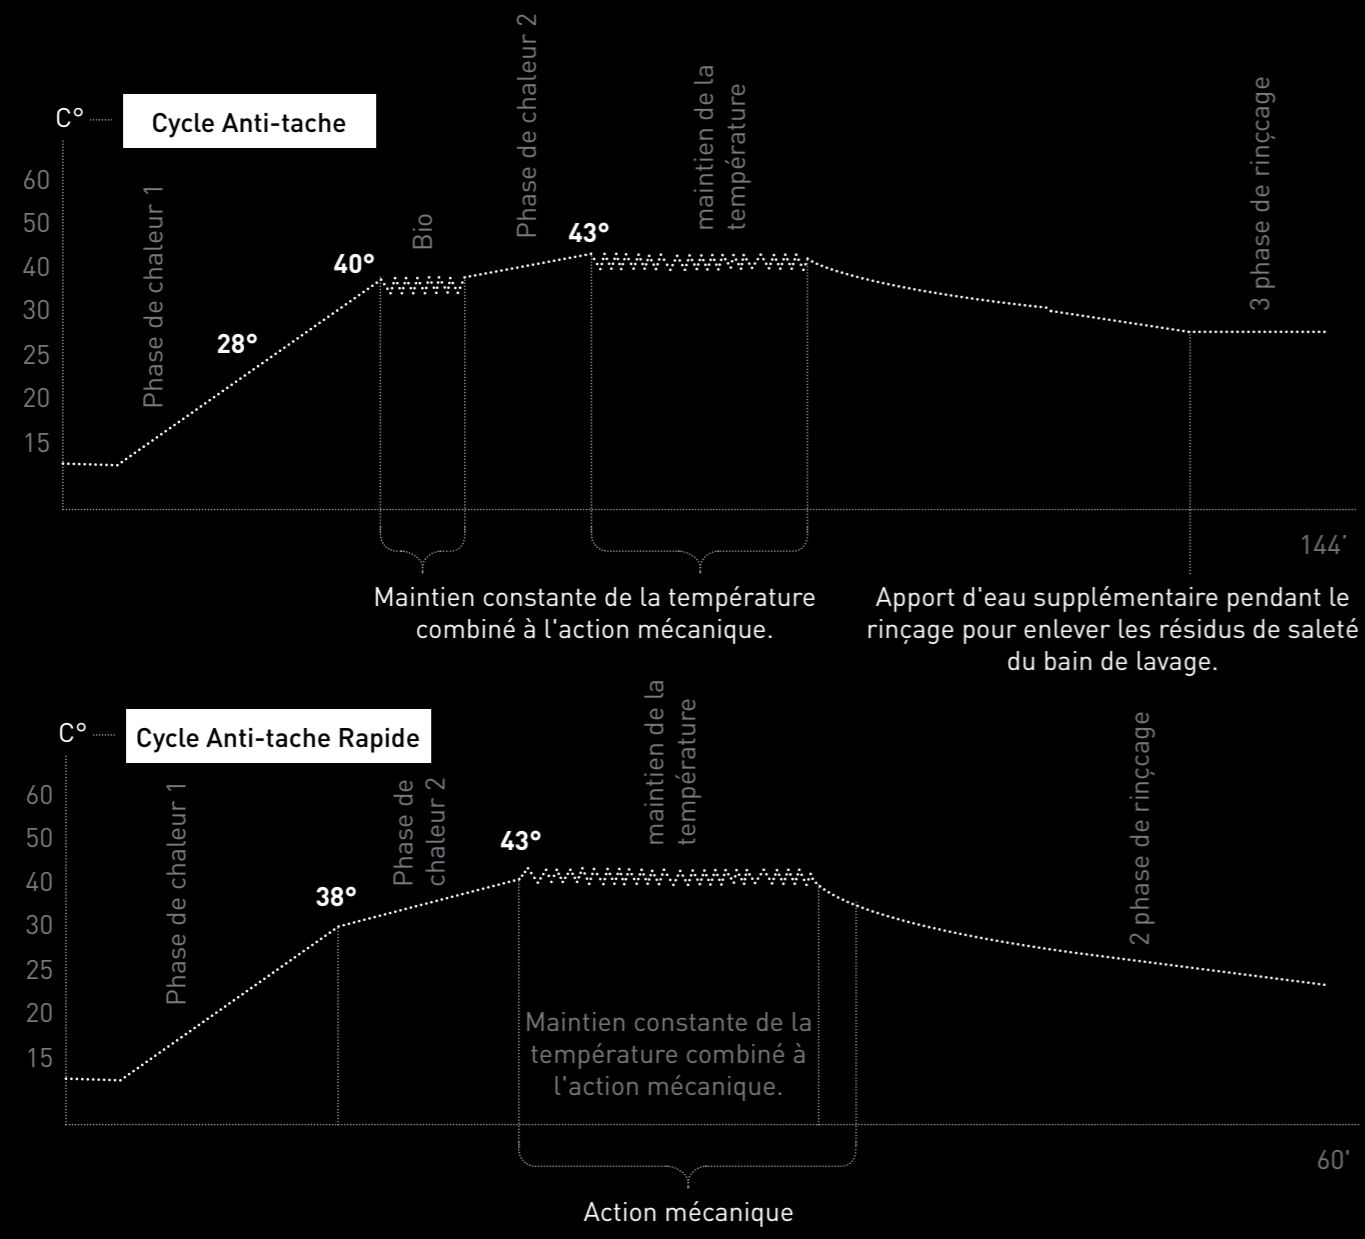 C°
Cycle Anti-tache
60
50
40
30
25
20
15
Phase de chaleur 1
28°
40°
Bio
Phase de chaleur 2
43°
maintien de la
température
3 phase de rinçcage
144’
Maintien constante de la température
combiné à l'action mécanique.
Apport d'eau supplémentaire pendant le
rinçage pour enlever les résidus de saleté
du bain de lavage.
C°
Cycle Anti-tache Rapide
60
50
40
30
25
20
15
Phase de chaleur 1
38°
Phase de
chaleur 2
43°
maintien de la
température
2 phase de rinçcage
Maintien constante de la
température combiné à
l'action mécanique.
60'
Action mécanique